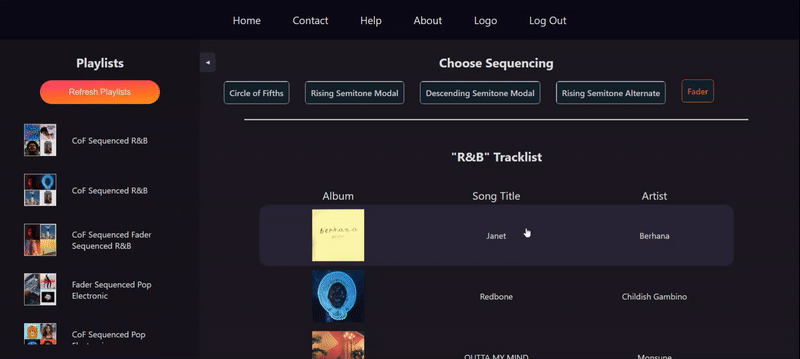 Home Contact Help About Logo Log Out
Playlists
Refresh Playlists
CoF Sequenced R&B
CoF Sequenced R&B
CoF Sequenced Fader
Sequenced R&B
Fader Sequenced Pop
Electronic
CoF Sequenced Pop
Choose Sequencing
Circle of Fifths Rising Semitone Modal Descending Semitone Modal Rising Semitone Alternate Fader
"R&B" Tracklist
Album Song Title Artist
Janet Berhana
Redbone Childish Gambino
OUTTA MY MIND Monsune